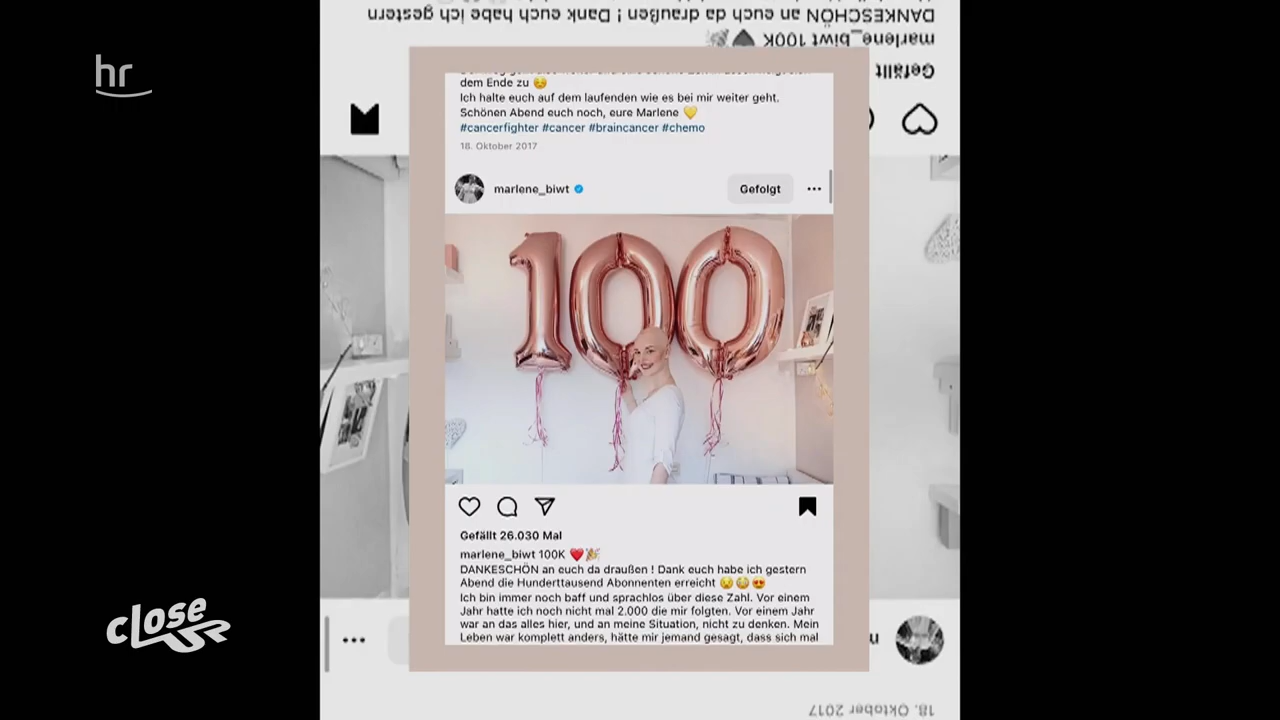 DANKESCHÖN an euch da draußen ! Dank euch habe ich gestern
marlene_biwt 100K
Gefällt
hr
dem Ende zu 😔
Ich halte euch auf dem laufenden wie es bei mir weiter geht.
Schönen Abend euch noch, eure Marlene 💛
#cancerfighter #cancer #braincancer #chemo
18. Oktober 2017
marlene_biwt
Gefolgt
100
Gefällt 26.030 Mal
marlene_biwt 100K ❤️🎉
DANKESCHÖN an euch da draußen ! Dank euch habe ich gestern
Abend die Hunderttausend Abonnenten erreicht 😪😳😍
Ich bin immer noch baff und sprachlos über diese Zahl. Vor einem
Jahr hatte ich noch nicht mal 2.000 die mir folgten. Vor einem Jahr
war an das alles hier, und an meine Situation, nicht zu denken. Mein
Leben war komplett anders, hätte mir jemand gesagt, dass sich mal
close
18. Oktober 2017